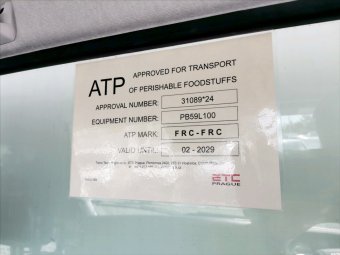 ATP
APPROVED FOR TRANSPORT
OF PERISHABLE FOODSTUFFS
APPROVAL NUMBER: 31089*24
EQUIPMENT NUMBER: PB59L100
ATP MARK: FRC-FRC
VALID UNTIL: 02 - 2029
ETC
PRAGUE